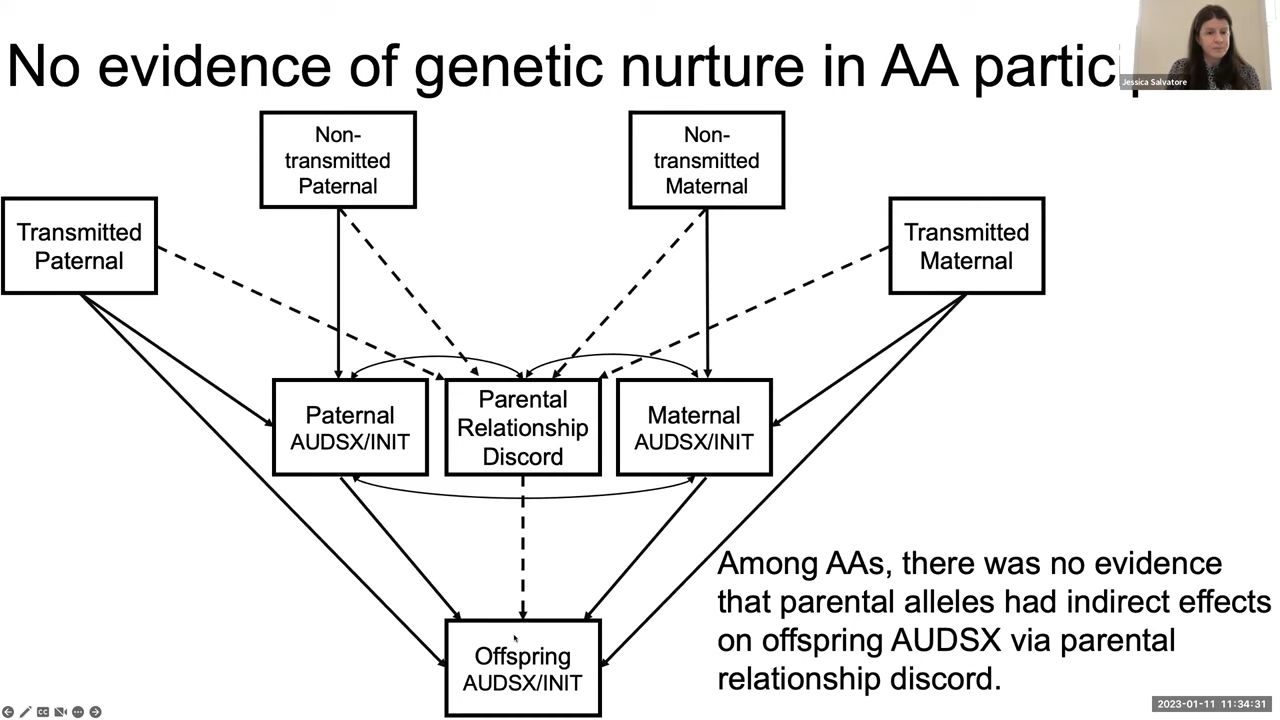 No evidence of genetic nurture in AA partic
Jessica Salvatore
Non-
transmitted
Paternal
Non-
transmitted
Maternal
Transmitted
Paternal
Transmitted
Maternal
Paternal
AUDSX/INIT
Parental
Relationship
Discord
Maternal
AUDSX/INIT
Among AAs, there was no evidence
that parental alleles had indirect effects
on offspring AUDSX via parental
relationship discord.
Offspring
AUDSX/INIT
2023-01-11 11:34:31